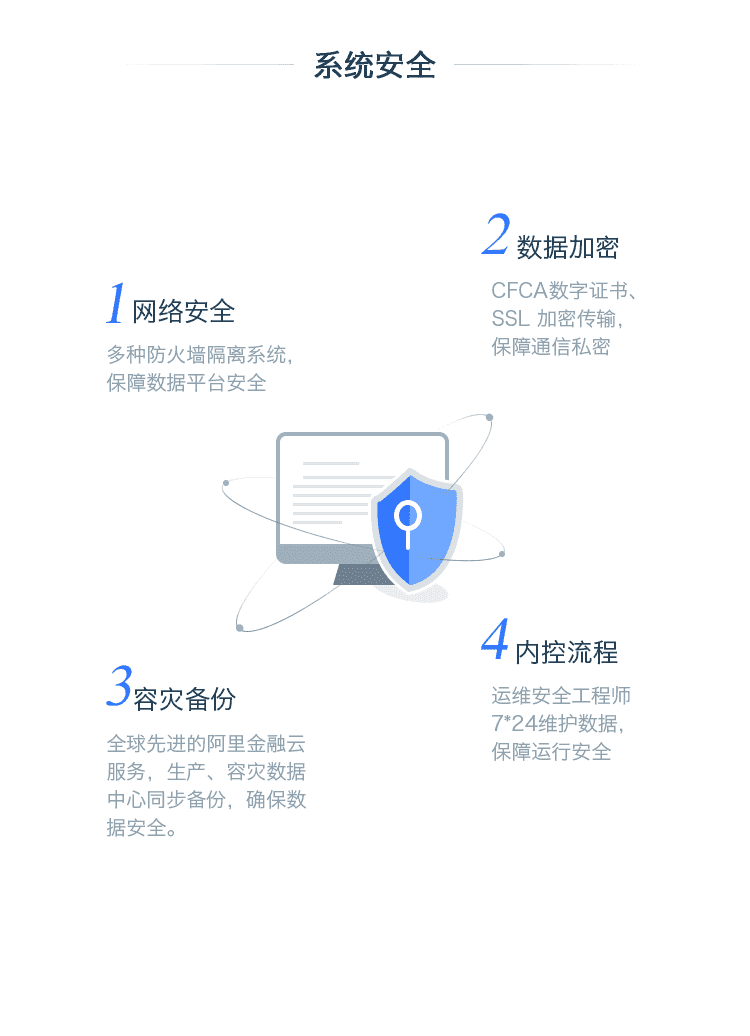 系统安全
1 网络安全
多种防火墙隔离系统，
保障数据平台安全
2 数据加密
CFCA数字证书、
SSL 加密传输，
保障通信私密
3 容灾备份
全球先进的阿里金融云
服务，生产、容灾数据
中心同步备份，确保数
据安全。
4 内控流程
运维安全工程师
7*24维护数据，
保障运行安全